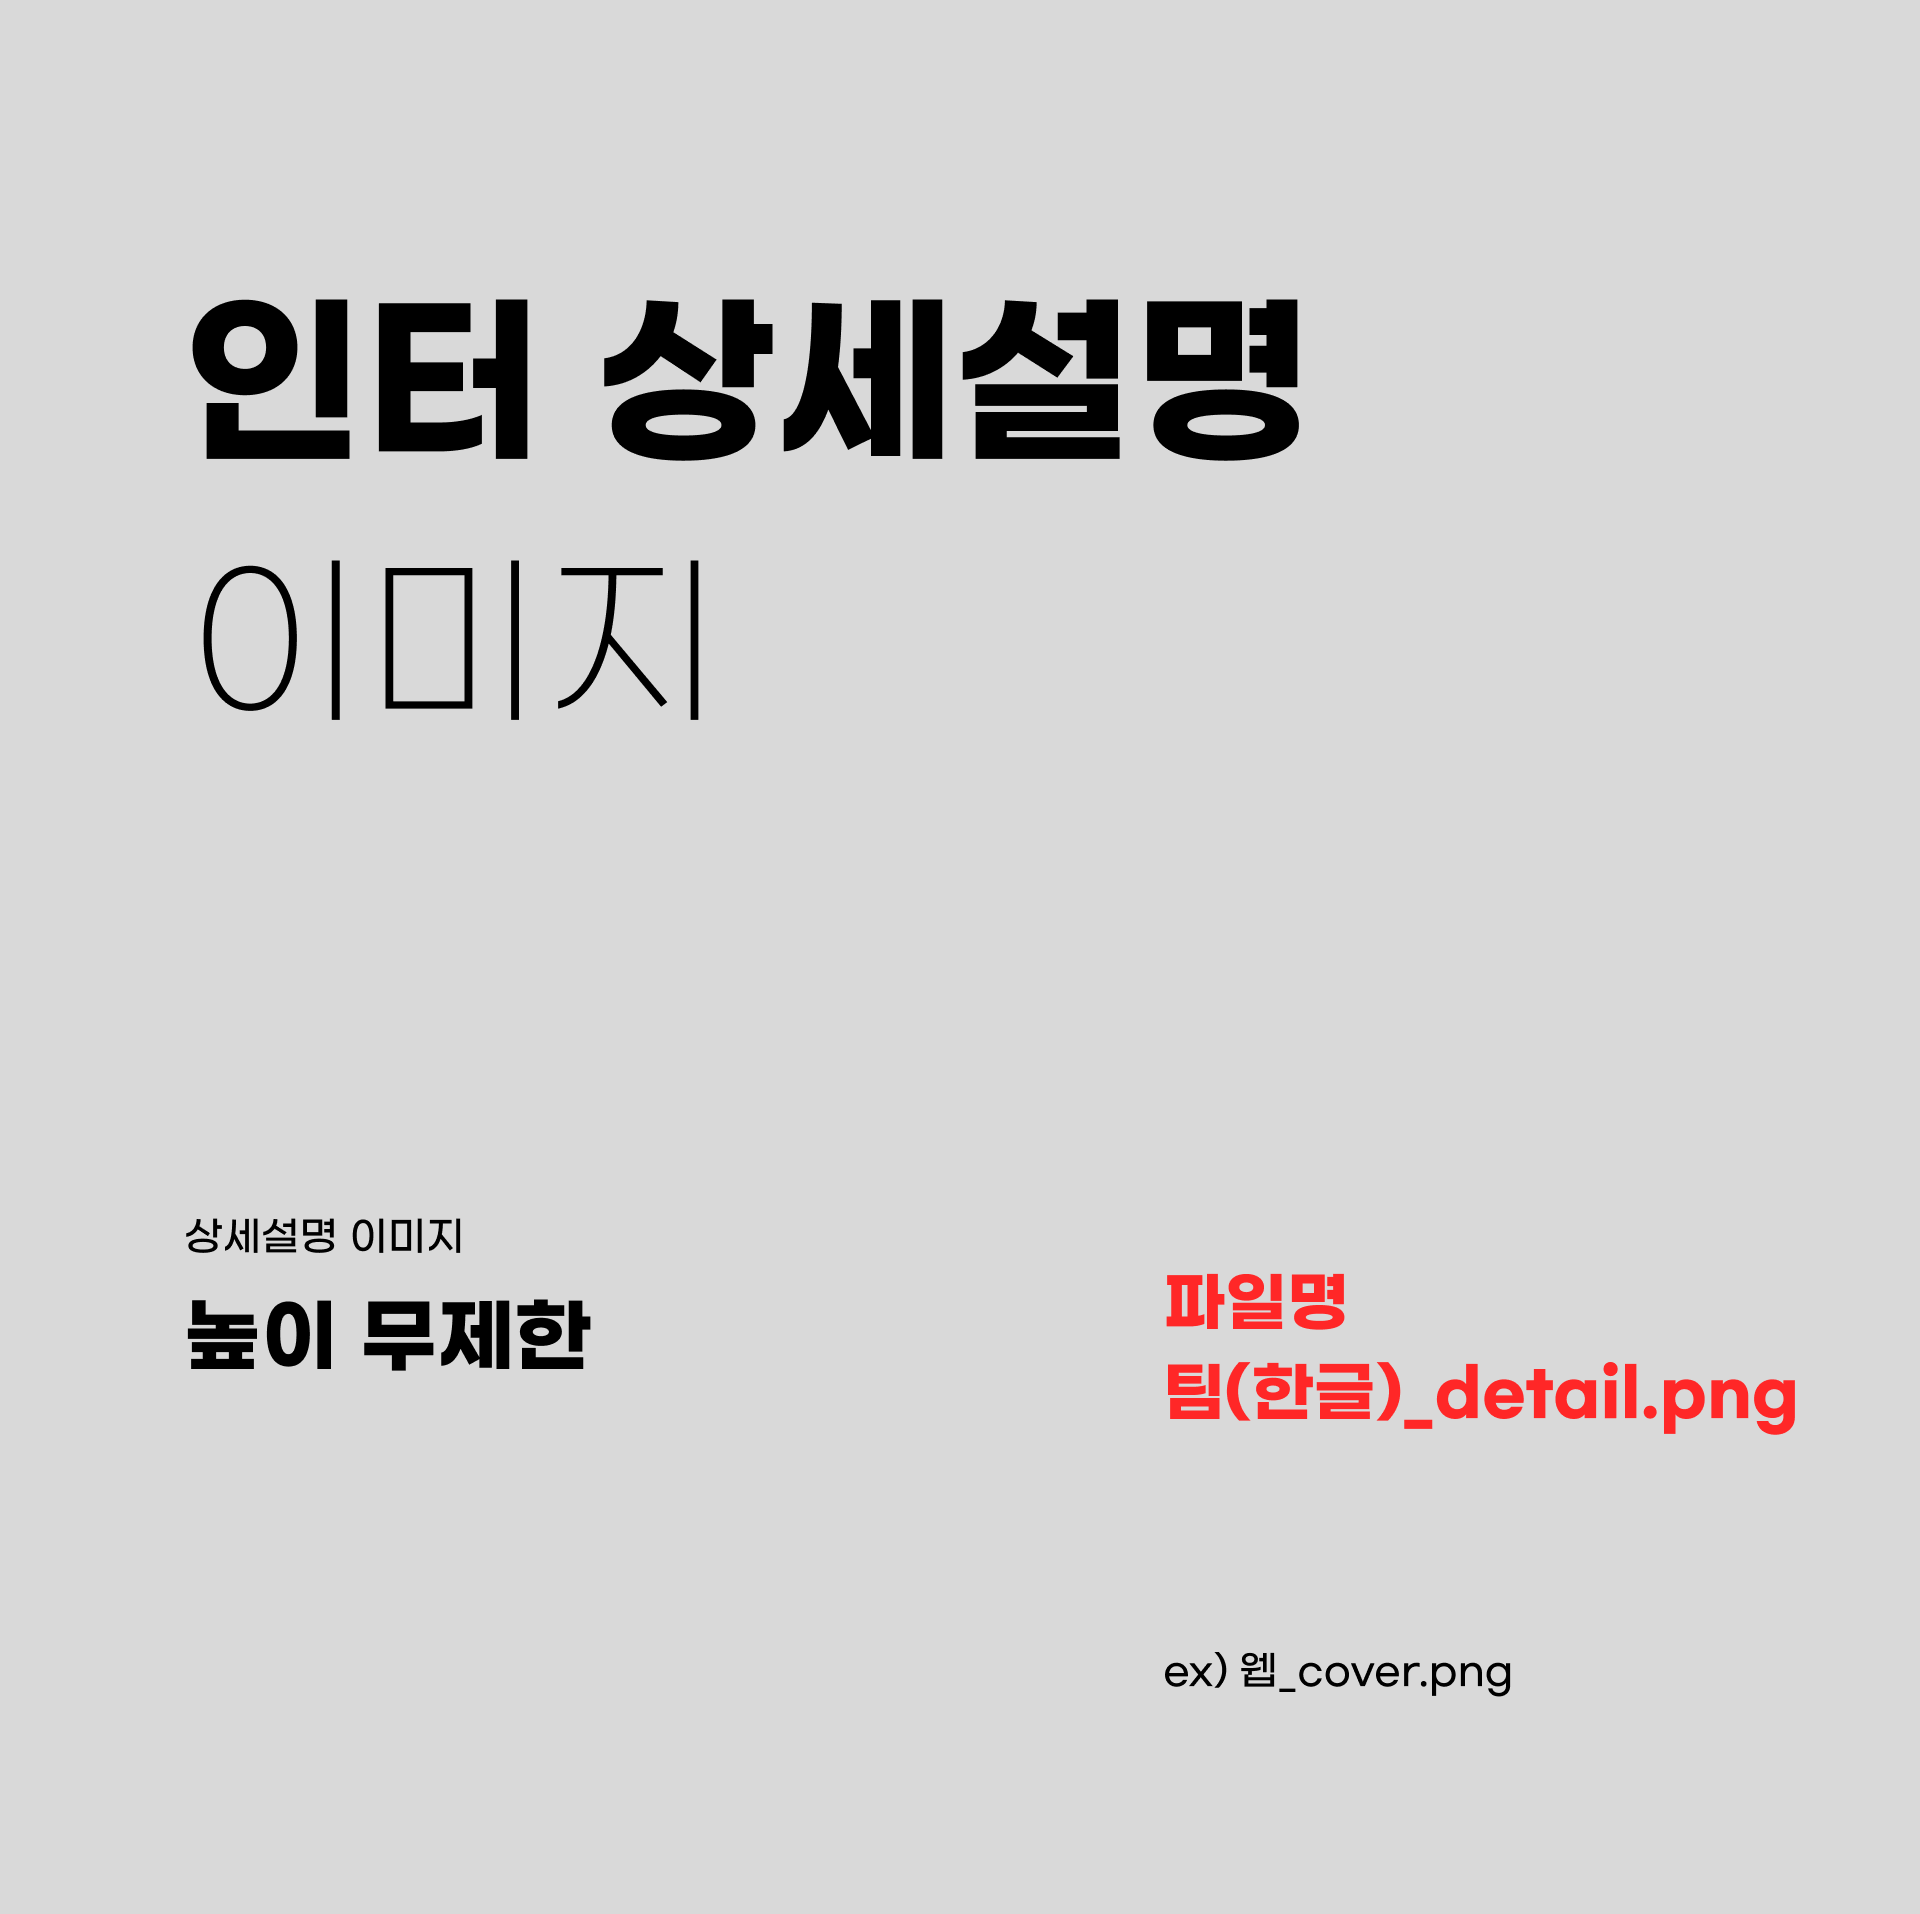 인터 상세설명
이미지
상세설명 이미지
높이 무제한
파일명
팀(한글)_detail.png
ex) 웹_cover.png